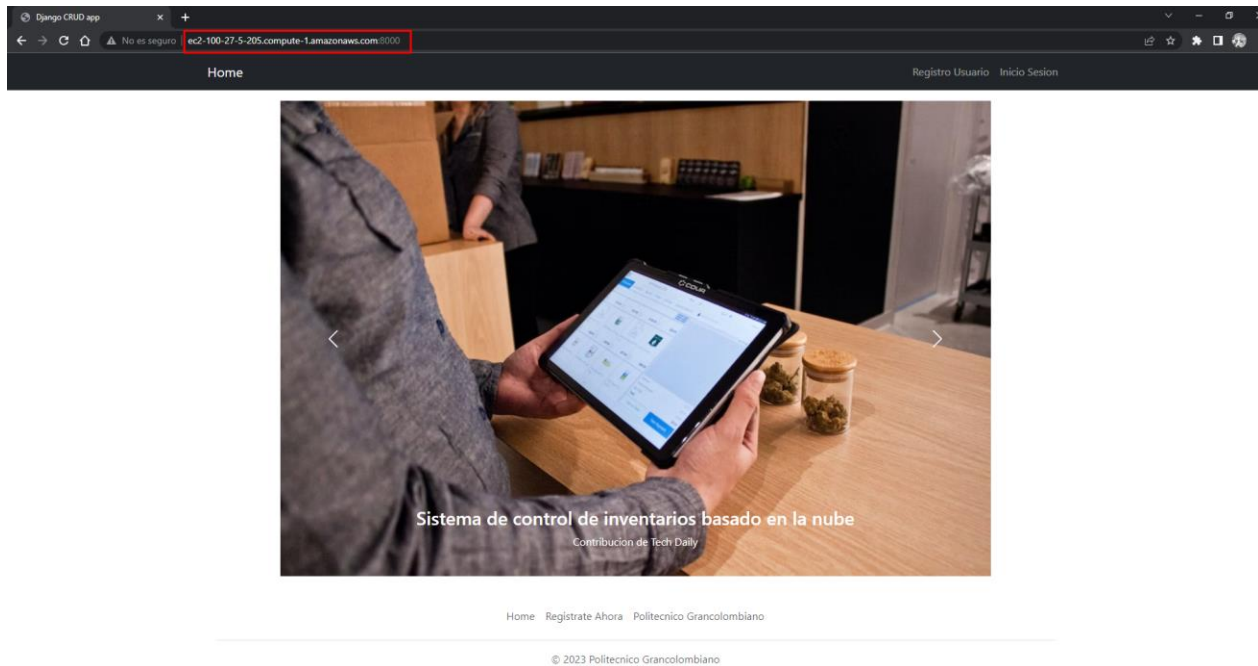 Django CRUD app
No es seguro
ec2-100-27-5-205.compute-1.amazonaws.com:8000
Home
Registro Usuario Inicio Sesion
COVA
Sistema de control de inventarios basado en la nube
Contribucion de Tech Daily
Home Registrate Ahora Politecnico Grancolombiano
© 2023 Politecnico Grancolombiano